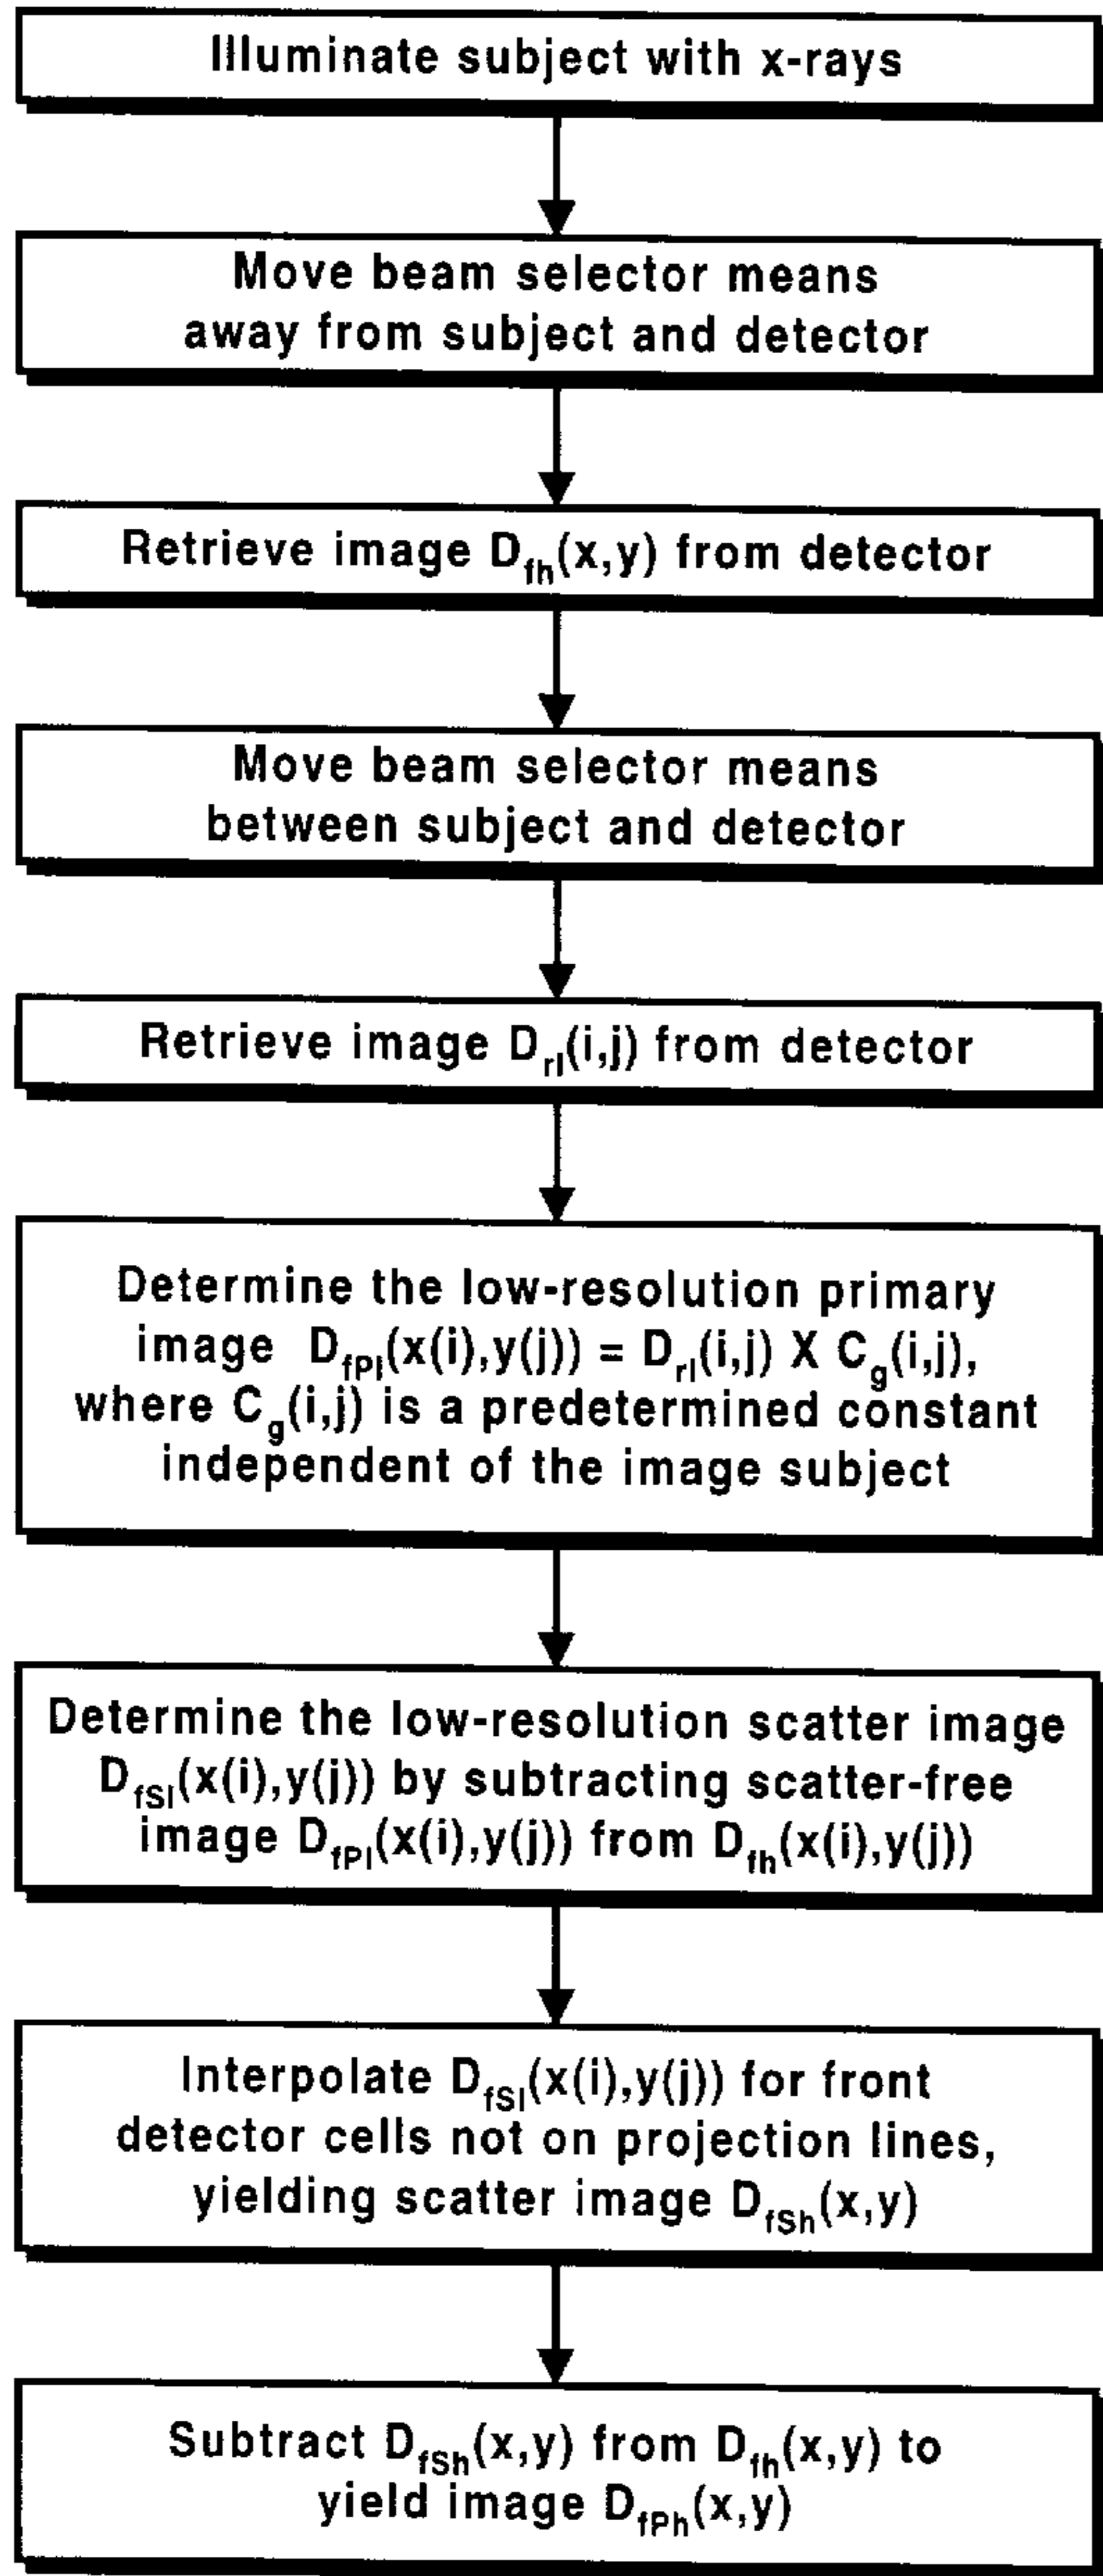 Illuminate subject with x-rays
Move beam selector means
away from subject and detector
Retrieve image D_fh(x,y) from detector
Move beam selector means
between subject and detector
Retrieve image D_rl(i,j) from detector
Determine the low-resolution primary
image D_fPl(x(i),y(j)) = D_rl(i,j) X C_g(i,j),
where C_g(i,j) is a predetermined constant
independent of the image subject
Determine the low-resolution scatter image
D_fSl(x(i),y(j)) by subtracting scatter-free
image D_fPl(x(i),y(j)) from D_fh(x(i),y(j))
Interpolate D_fSl(x(i),y(j)) for front
detector cells not on projection lines,
yielding scatter image D_fSh(x,y)
Subtract D_fSh(x,y) from D_fh(x,y) to
yield image D_fPh(x,y)